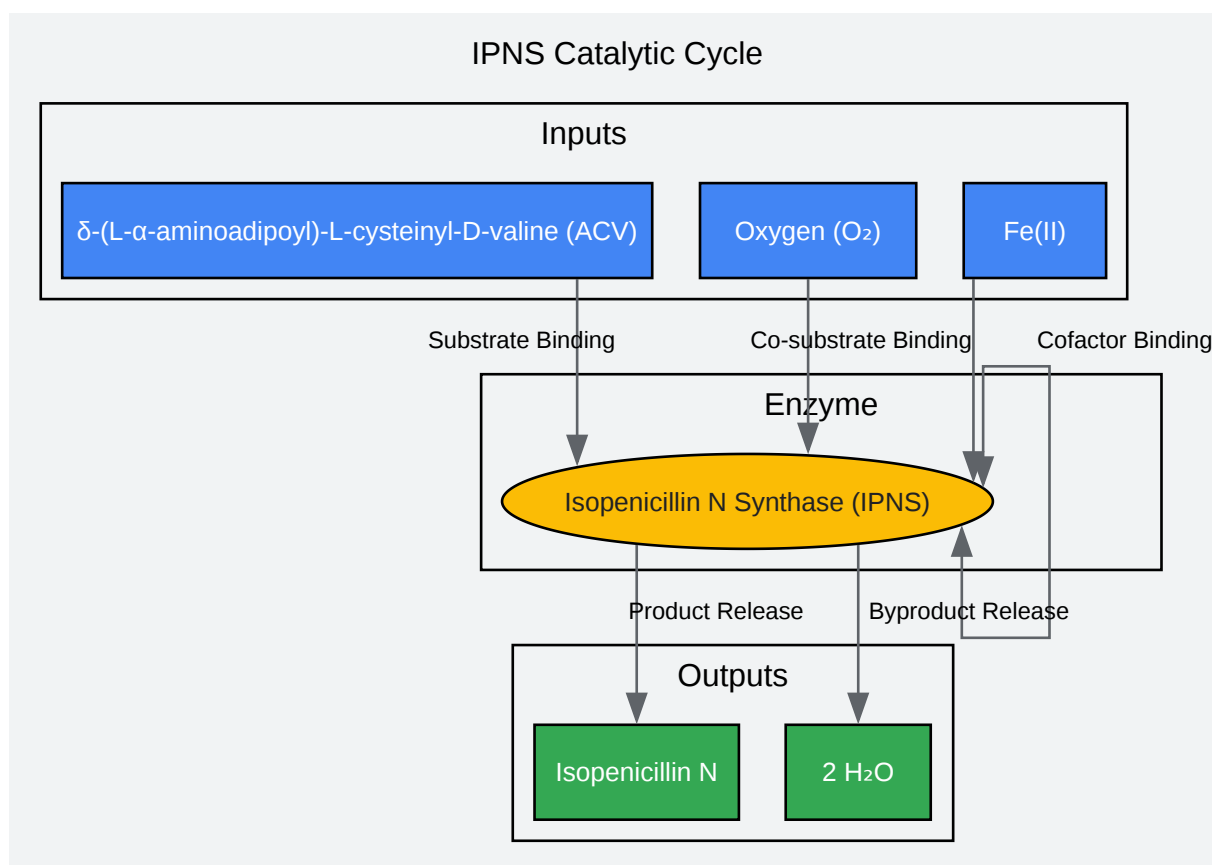 IPNS Catalytic Cycle
Inputs
δ-(L-α-aminoadipoyl)-L-cysteinyl-D-valine (ACV)
Oxygen (O₂)
Fe(II)
Substrate Binding
Co-substrate Binding
Cofactor Binding
Enzyme
Isopenicillin N Synthase (IPNS)
Product Release
Byproduct Release
Outputs
Isopenicillin N
2 H₂O